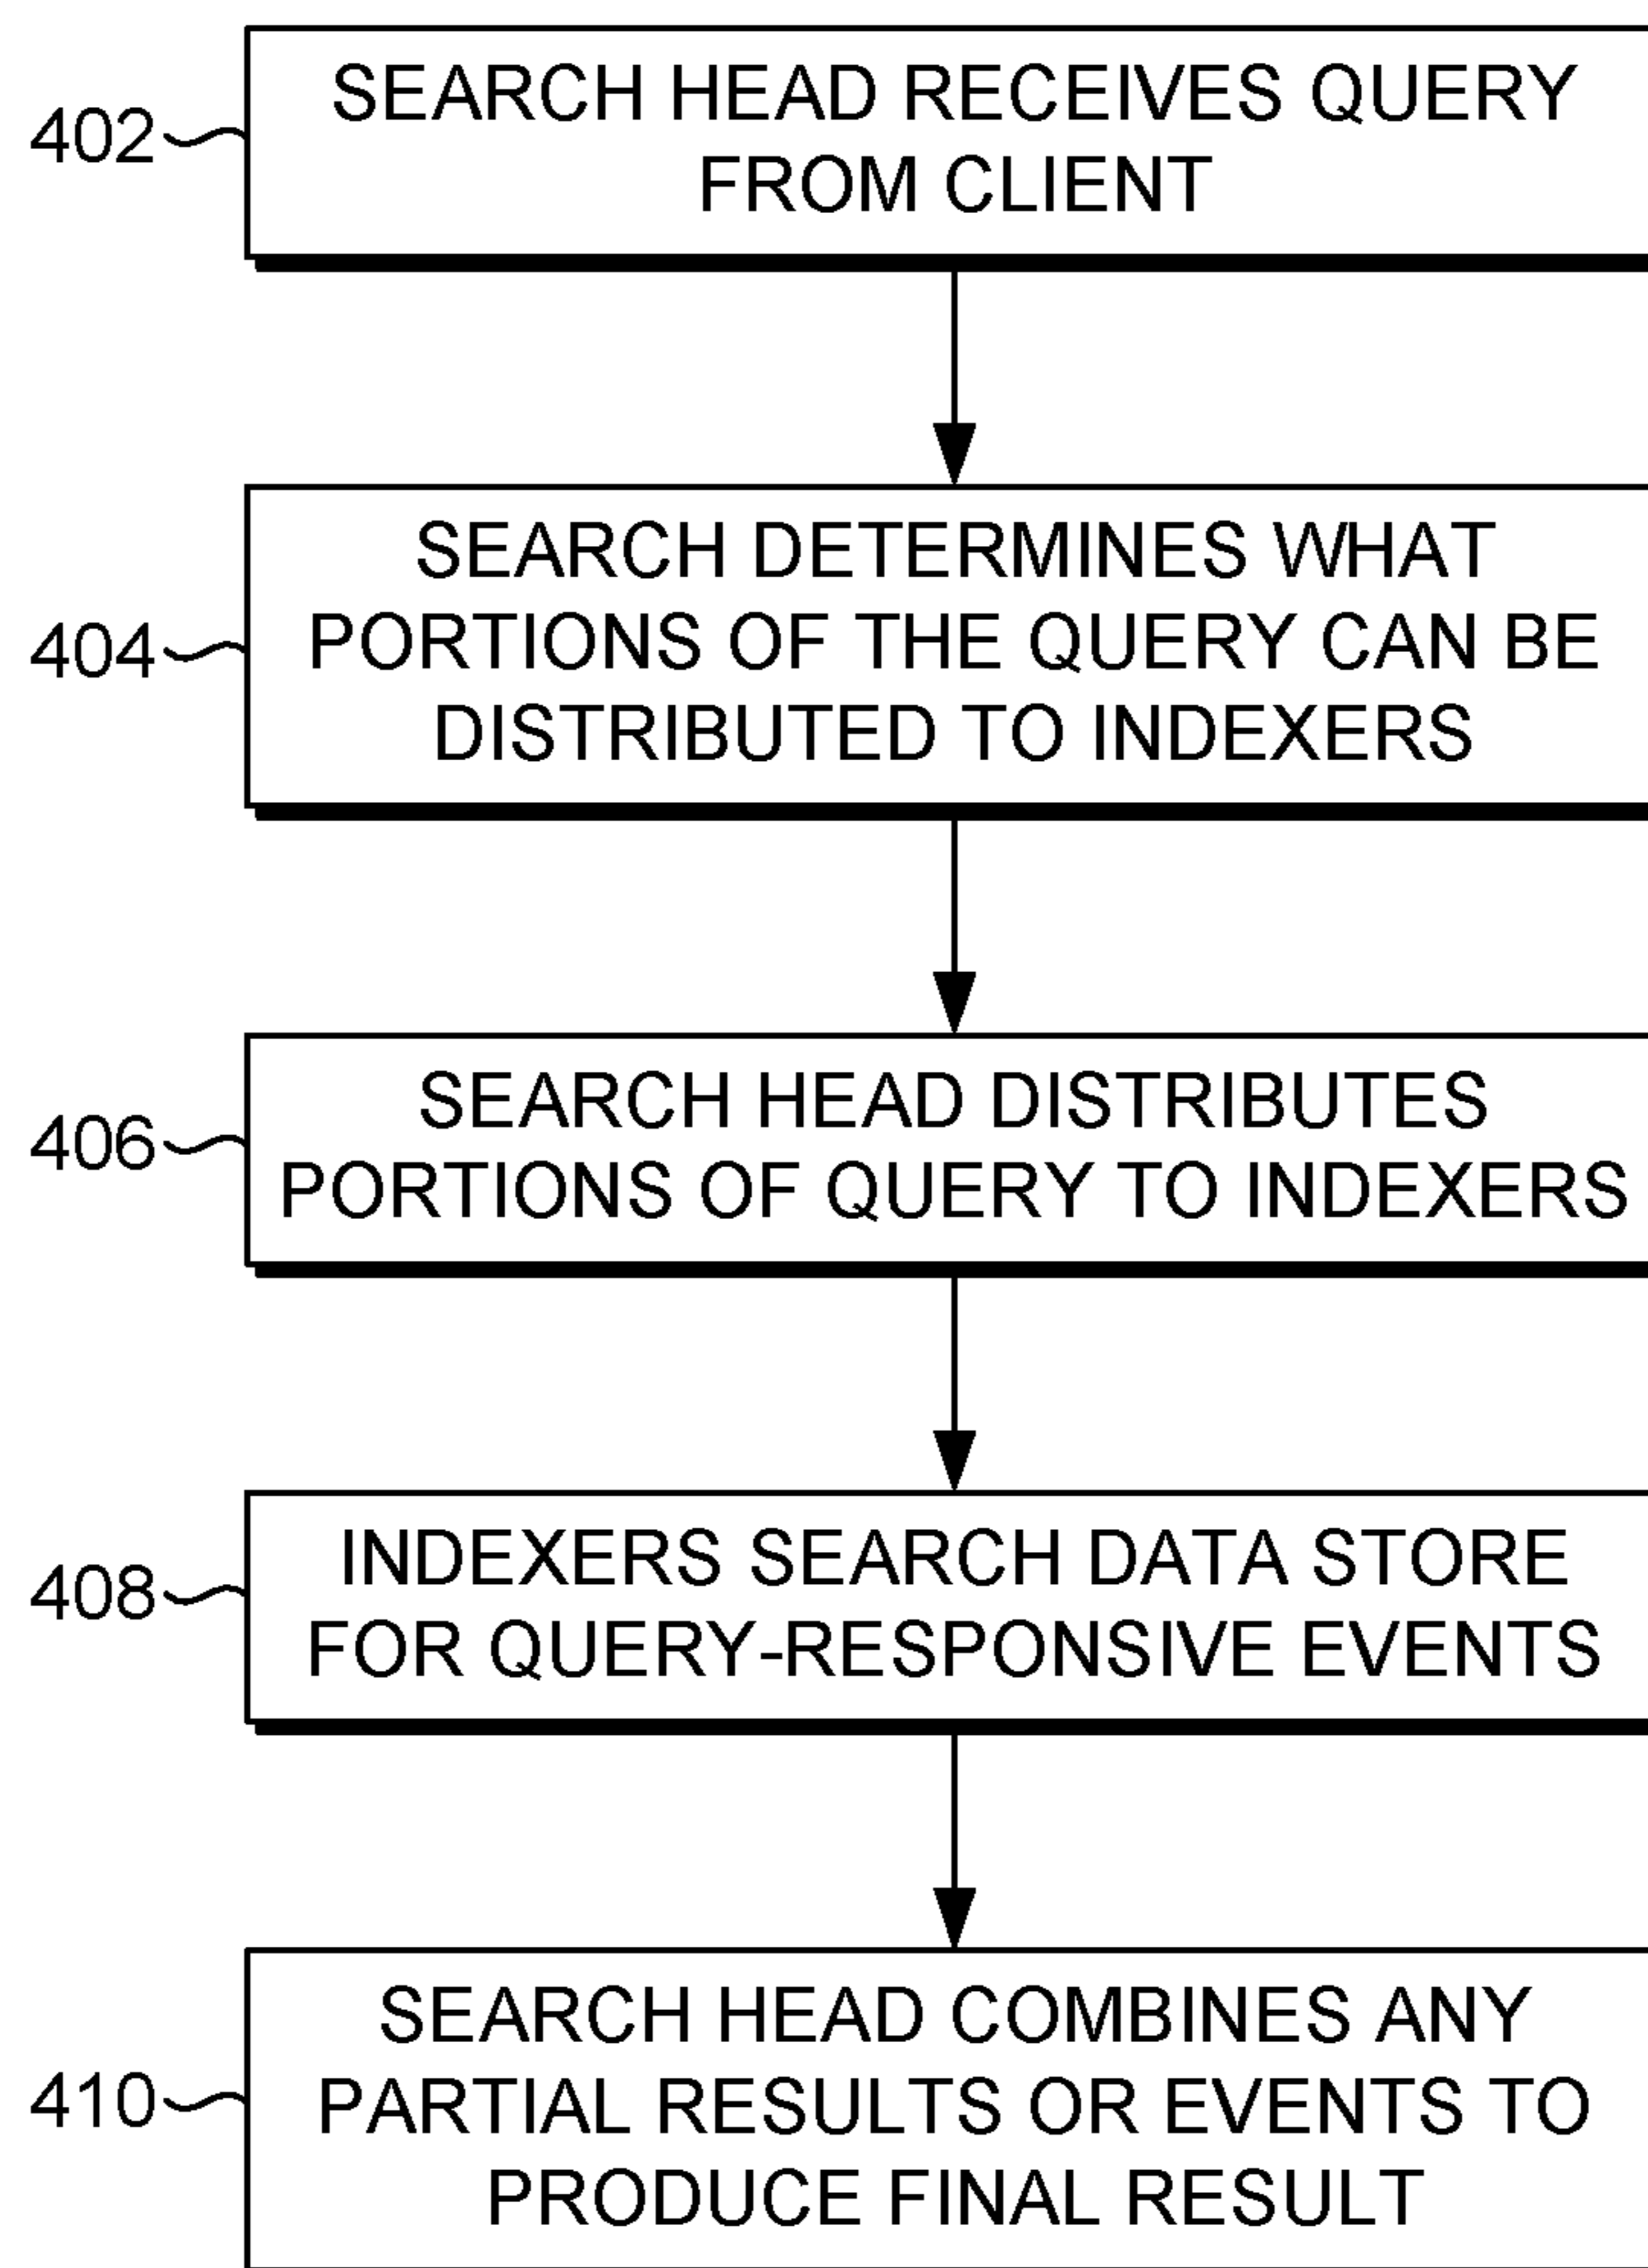 402
SEARCH HEAD RECEIVES QUERY
FROM CLIENT
404
SEARCH DETERMINES WHAT
PORTIONS OF THE QUERY CAN BE
DISTRIBUTED TO INDEXERS
406
SEARCH HEAD DISTRIBUTES
PORTIONS OF QUERY TO INDEXERS
408
INDEXERS SEARCH DATA STORE
FOR QUERY-RESPONSIVE EVENTS
410
SEARCH HEAD COMBINES ANY
PARTIAL RESULTS OR EVENTS TO
PRODUCE FINAL RESULT